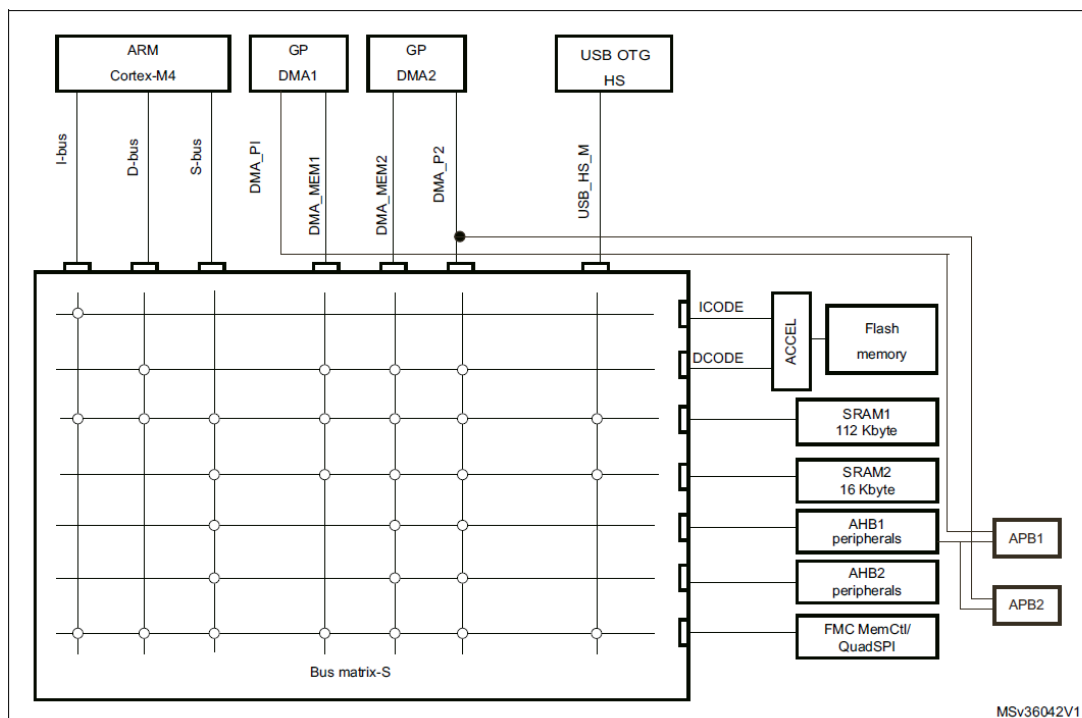 ARM
Cortex-M4
GP
DMA1
GP
DMA2
USB OTG
HS
I-bus
D-bus
S-bus
DMA_PI
DMA_MEM1
DMA_MEM2
DMA_P2
USB_HS_M
ICODE
DCODE
ACCEL
Flash
memory
SRAM1
112 Kbyte
SRAM2
16 Kbyte
AHB1
peripherals
APB1
AHB2
peripherals
APB2
FMC MemCtl/
QuadSPI
Bus matrix-S
MSv36042V1